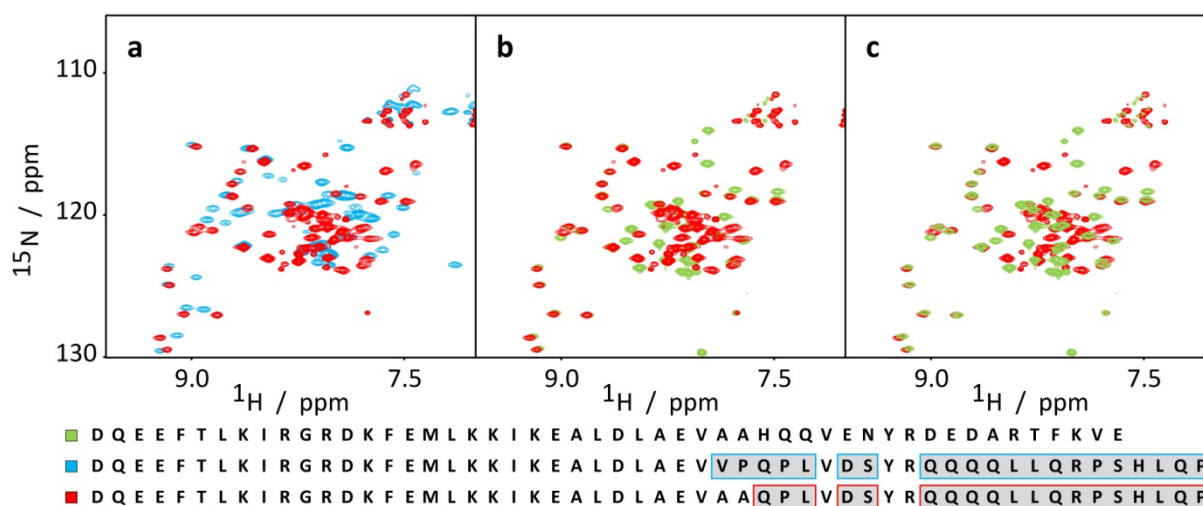 a b c
110
120
130
15N / ppm
9.0 7.5 9.0 7.5 9.0 7.5
1H / ppm 1H / ppm 1H / ppm
D Q E E F T L K I R G R D K F E M L K K I K E A L D L A E V A A H Q Q V E N Y R D E D A R T F K V E
D Q E E F T L K I R G R D K F E M L K K I K E A L D L A E V V P Q P L V D S Y R Q Q Q Q L L Q R P S H L Q P
D Q E E F T L K I R G R D K F E M L K K I K E A L D L A E V A A Q P L V D S Y R Q Q Q Q L L Q R P S H L Q P